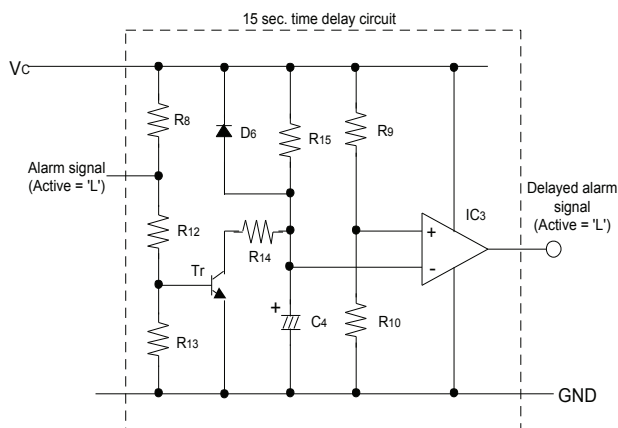 15 sec. time delay circuit
VC
R8
D6
R15
R9
Alarm signal
(Active = 'L')
Delayed alarm
signal
(Active = 'L')
IC3
R12
R14
+
-
Tr
+
C4
R10
R13
GND